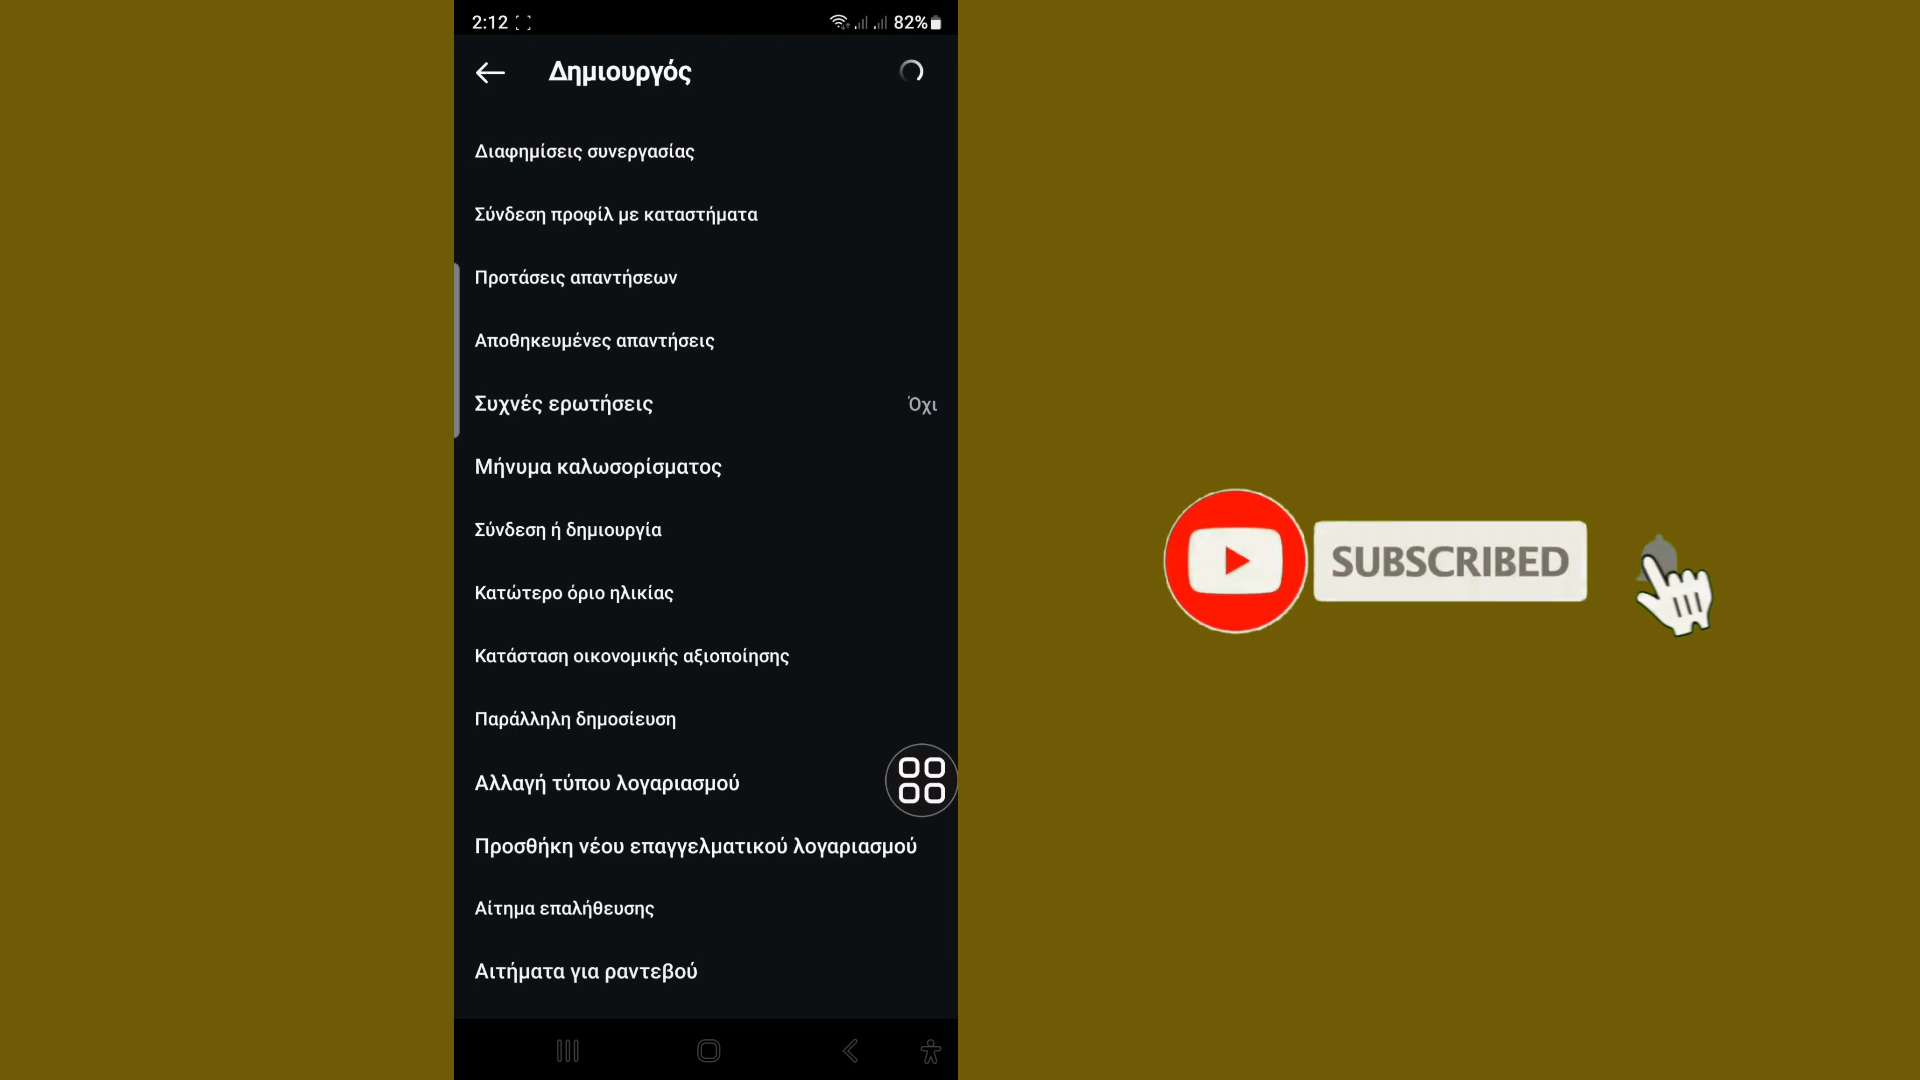 2:12
82%
Δημιουργός
Διαφημίσεις συνεργασίας
Σύνδεση προφίλ με καταστήματα
Προτάσεις απαντήσεων
Αποθηκευμένες απαντήσεις
Συχνές ερωτήσεις
Όχι
Μήνυμα καλωσορίσματος
Σύνδεση ή δημιουργία
Κατώτερο όριο ηλικίας
Κατάσταση οικονομικής αξιοποίησης
Παράλληλη δημοσίευση
Αλλαγή τύπου λογαριασμού
Προσθήκη νέου επαγγελματικού λογαριασμού
Αίτημα επαλήθευσης
Αιτήματα για ραντεβού
SUBSCRIBED